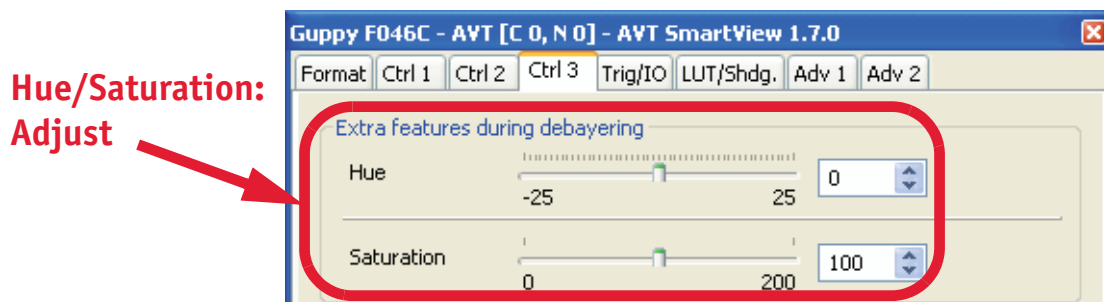 Guppy F046C - AVT [C 0, N 0] - AVT SmartView 1.7.0
Format Ctrl 1 Ctrl 2 Ctrl 3 Trig/IO LUT/Shdg. Adv 1 Adv 2
Hue/Saturation:
Adjust
Extra features during debayering
Hue
0
-25 25
Saturation
100
0 200